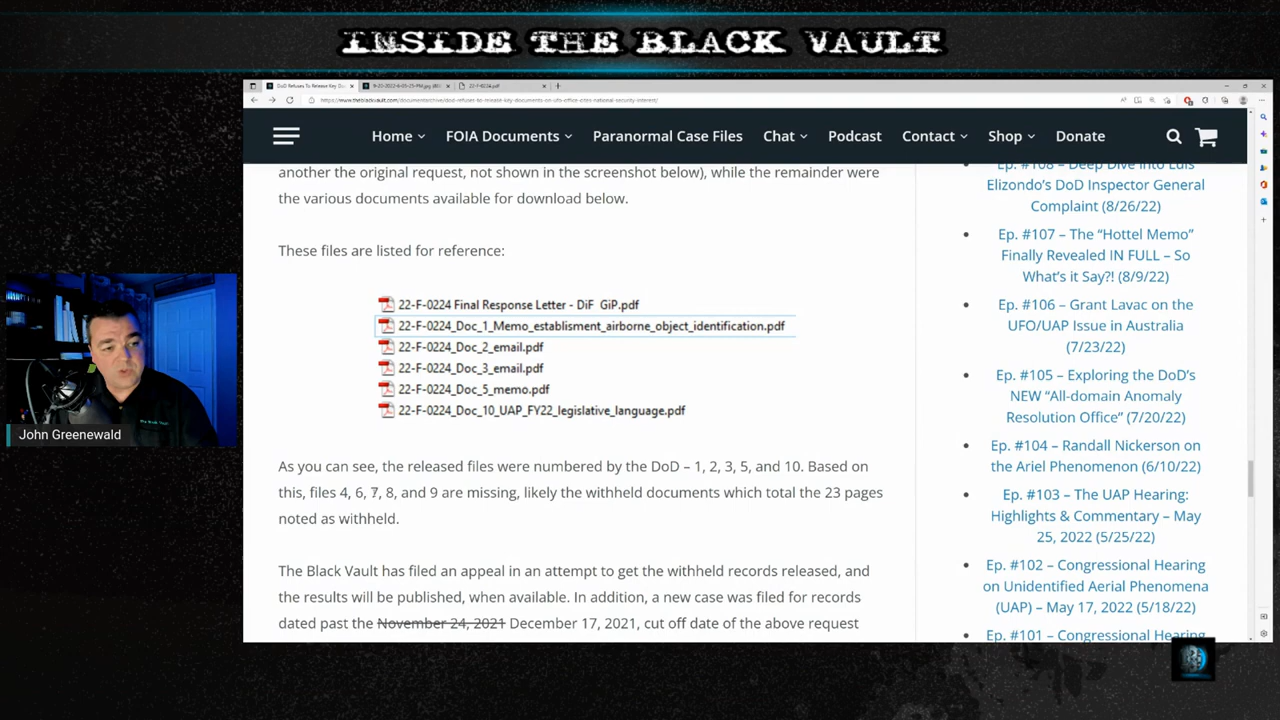 INSIDE THE BLACK VAULT
22-F-0224.pdf
Home
FOIA Documents
Paranormal Case Files
Chat
Podcast
Contact
Shop
Donate
another the original request, not shown in the screenshot below), while the remainder were
the various documents available for download below.
These files are listed for reference:
22-F-0224 Final Response Letter - DiF GiP.pdf
22-F-0224_Doc_1_Memo_establisment_airborne_object_identification.pdf
22-F-0224_Doc_2_email.pdf
22-F-0224_Doc_3_email.pdf
22-F-0224_Doc_5_memo.pdf
22-F-0224_Doc_10_UAP_FY22_legislative_language.pdf
As you can see, the released files were numbered by the DoD – 1, 2, 3, 5, and 10. Based on
this, files 4, 6, 7, 8, and 9 are missing, likely the withheld documents which total the 23 pages
noted as withheld.
The Black Vault has filed an appeal in an attempt to get the withheld records released, and
the results will be published, when available. In addition, a new case was filed for records
dated past the November 24, 2021 December 17, 2021, cut off date of the above request
Ep. #108 – Deep Dive into Luis
Elizondo's DoD Inspector General
Complaint (8/26/22)
Ep. #107 – The “Hottel Memo”
Finally Revealed IN FULL – So
What's it Say?! (8/9/22)
Ep. #106 – Grant Lavac on the
UFO/UAP Issue in Australia
(7/23/22)
Ep. #105 – Exploring the DoD's
NEW “All-domain Anomaly
Resolution Office” (7/20/22)
Ep. #104 – Randall Nickerson on
the Ariel Phenomenon (6/10/22)
Ep. #103 – The UAP Hearing:
Highlights & Commentary – May
25, 2022 (5/25/22)
Ep. #102 – Congressional Hearing
on Unidentified Aerial Phenomena
(UAP) – May 17, 2022 (5/18/22)
Ep. #101 – Congressional Hearing
John Greenewald